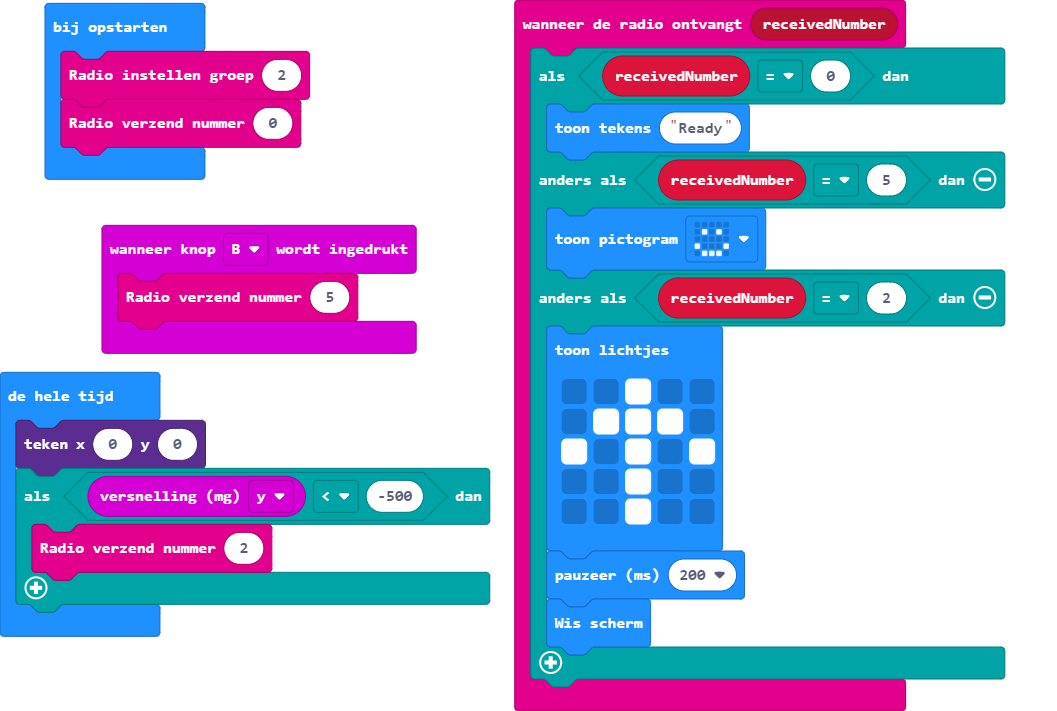 bij opstarten
Radio instellen groep 2
Radio verzend nummer 0
wanneer knop B wordt ingedrukt
Radio verzend nummer 5
de hele tijd
teken x 0 y 0
als versnelling (mg) y < -500 dan
Radio verzend nummer 2
wanneer de radio ontvangt receivedNumber
als receivedNumber = 0 dan
toon tekens "Ready"
anders als receivedNumber = 5 dan
toon pictogram
anders als receivedNumber = 2 dan
toon lichtjes
pauzeer (ms) 200
Wis scherm